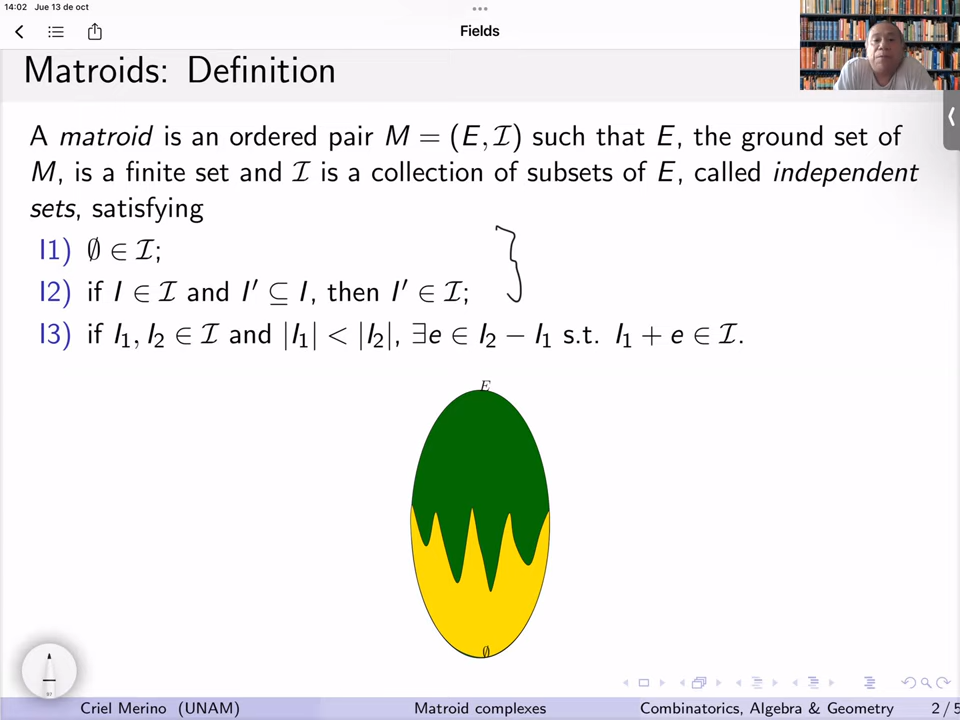 14:02 Jue 13 de oct
Fields
Matroids: Definition
A matroid is an ordered pair M = (E, ℐ) such that E, the ground set of
M, is a finite set and ℐ is a collection of subsets of E, called independent
sets, satisfying
I1) ∅ ∈ ℐ;
I2) if I ∈ ℐ and I′ ⊆ I, then I′ ∈ ℐ;
I3) if I₁, I₂ ∈ ℐ and |I₁| < |I₂|, ∃e ∈ I₂ − I₁ s.t. I₁ + e ∈ ℐ.
E
∅
Criel Merino (UNAM) Matroid complexes Combinatorics, Algebra & Geometry 2 / 5